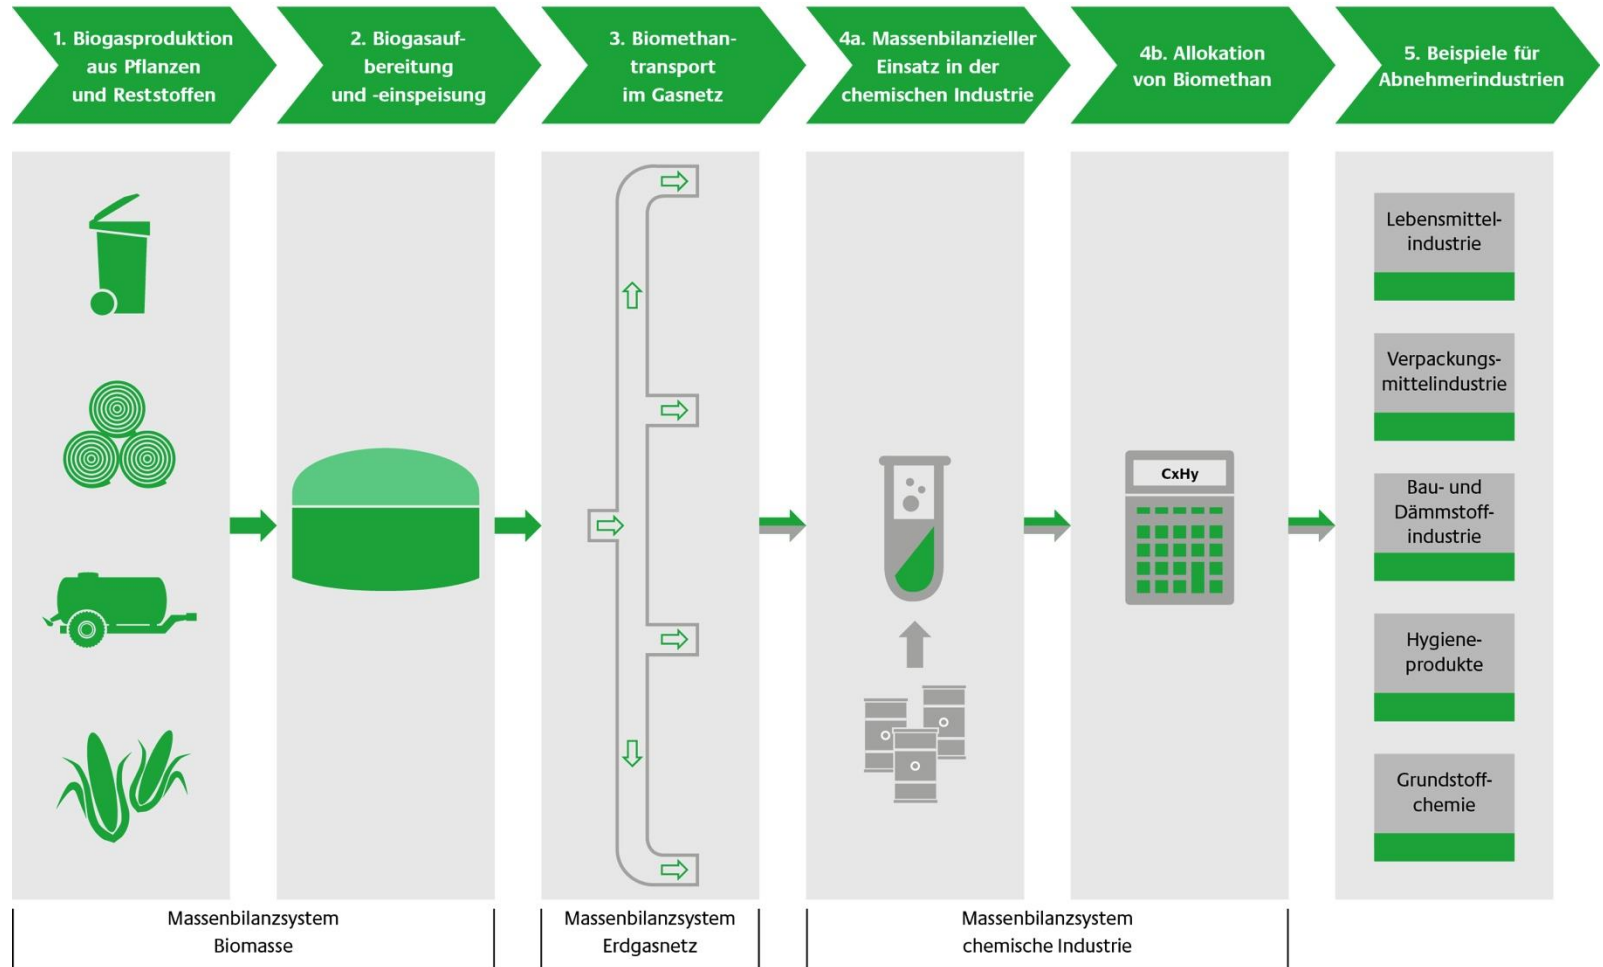 1. Biogasproduktion
aus Pflanzen
und Reststoffen
2. Biogasauf-
bereitung
und -einspeisung
3. Biomethan-
transport
im Gasnetz
4a. Massenbilanzieller
Einsatz in der
chemischen Industrie
4b. Allokation
von Biomethan
5. Beispiele für
Abnehmerindustrien
CxHy
Lebensmittel-
industrie
Verpackungs-
mittelindustrie
Bau- und
Dämmstoff-
industrie
Hygiene-
produkte
Grundstoff-
chemie
Massenbilanzsystem
Biomasse
Massenbilanzsystem
Erdgasnetz
Massenbilanzsystem
chemische Industrie